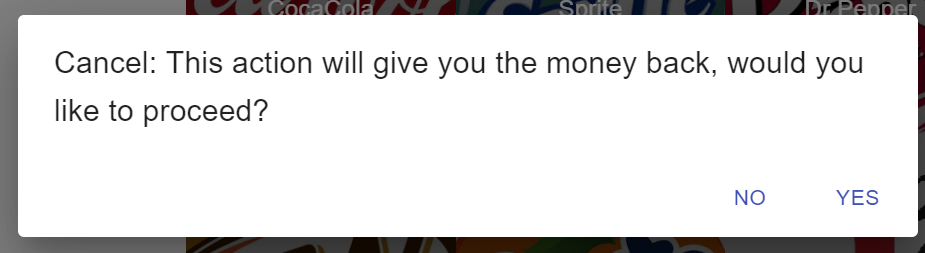 CocaCola Sprite Dr Pepper
Cancel: This action will give you the money back, would you
like to proceed?
NO YES